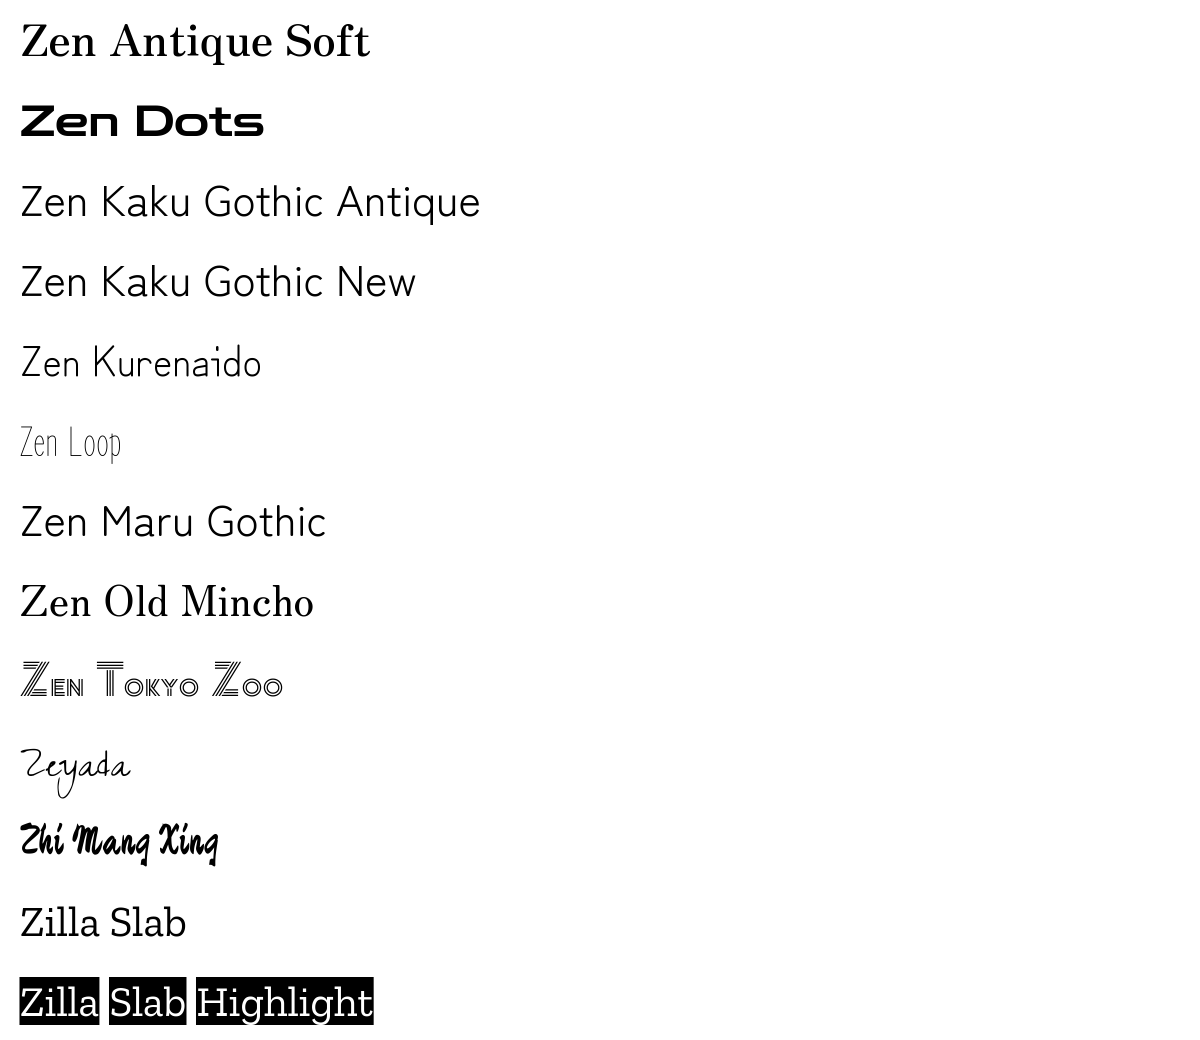 Zen Antique Soft
Zen Dots
Zen Kaku Gothic Antique
Zen Kaku Gothic New
Zen Kurenaido
Zen Loop
Zen Maru Gothic
Zen Old Mincho
Zen Tokyo Zoo
Zeyada
Zhi Mang Xing
Zilla Slab
Zilla Slab Highlight